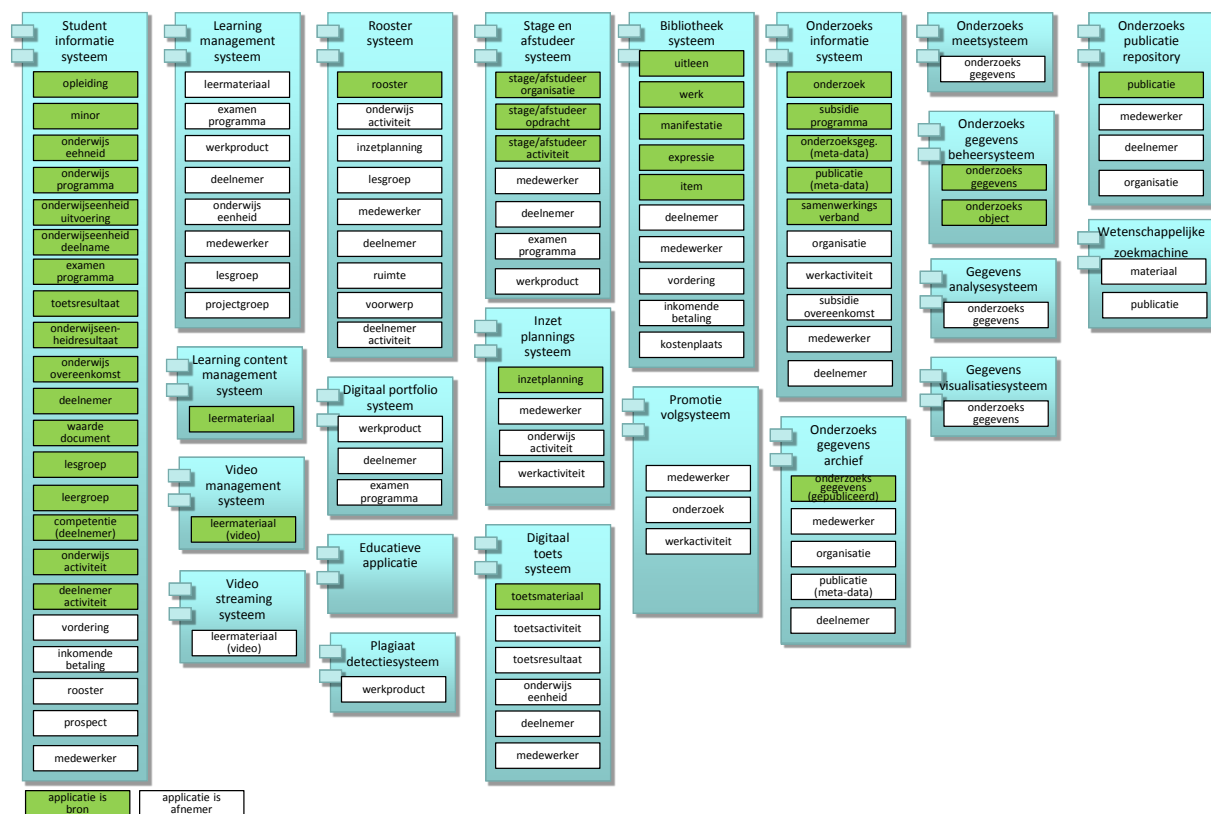 Student
informatie
systeem
opleiding
minor
onderwijs
eehneid
onderwijs
programma
onderwijseenheid
uitvoering
onderwijseenheid
deelname
examen
programma
toetsresultaat
onderwijseen-
heidresultaat
onderwijs
overeenkomst
deelnemer
waarde
document
lesgroep
leergroep
competentie
(deelnemer)
onderwijs
activiteit
deelnemer
activiteit
vordering
inkomende
betaling
rooster
prospect
medewerker
applicatie is
bron
applicatie is
afnemer
Learning
management
systeem
leermateriaal
examen
programma
werkproduct
deelnemer
onderwijs
eenheid
medewerker
lesgroep
projectgroep
Learning content
management
systeem
leermateriaal
Video
management
systeem
leermateriaal
(video)
Video
streaming
systeem
leermateriaal
(video)
Rooster
systeem
rooster
onderwijs
activiteit
inzetplanning
lesgroep
medewerker
deelnemer
ruimte
voorwerp
deelnemer
activiteit
Digitaal portfolio
systeem
werkproduct
deelnemer
examen
programma
Educatieve
applicatie
Plagiaat
detectiesysteem
werkproduct
Stage en
afstudeer
systeem
stage/afstudeer
organisatie
stage/afstudeer
opdracht
stage/afstudeer
activiteit
medewerker
deelnemer
examen
programma
werkproduct
Inzet
plannings
systeem
inzetplanning
medewerker
onderwijs
activiteit
werkactiviteit
Digitaal
toets
systeem
toetsmateriaal
toetsactiviteit
toetsresultaat
onderwijs
eenheid
deelnemer
medewerker
Bibliotheek
systeem
uitleen
werk
manifestatie
expressie
item
deelnemer
medewerker
vordering
inkomende
betaling
kostenplaats
Promotie
volgsysteem
medewerker
onderzoek
werkactiviteit
Onderzoeks
informatie
systeem
onderzoek
subsidie
programma
onderzoeksgeg.
(meta-data)
publicatie
(meta-data)
samenwerkings
verband
organisatie
werkactiviteit
subsidie
overeenkomst
medewerker
deelnemer
Onderzoeks
gegevens
archief
onderzoeks
gegevens
(gepubliceerd)
medewerker
organisatie
publicatie
(meta-data)
deelnemer
Onderzoeks
meetsysteem
onderzoeks
gegevens
Onderzoeks
gegevens
beheersysteem
onderzoeks
gegevens
onderzoeks
object
Gegevens
analysesysteem
onderzoeks
gegevens
Gegevens
visualisatiesysteem
onderzoeks
gegevens
Onderzoeks
publicatie
repository
publicatie
medewerker
deelnemer
organisatie
Wetenschappelijke
zoekmachine
materiaal
publicatie